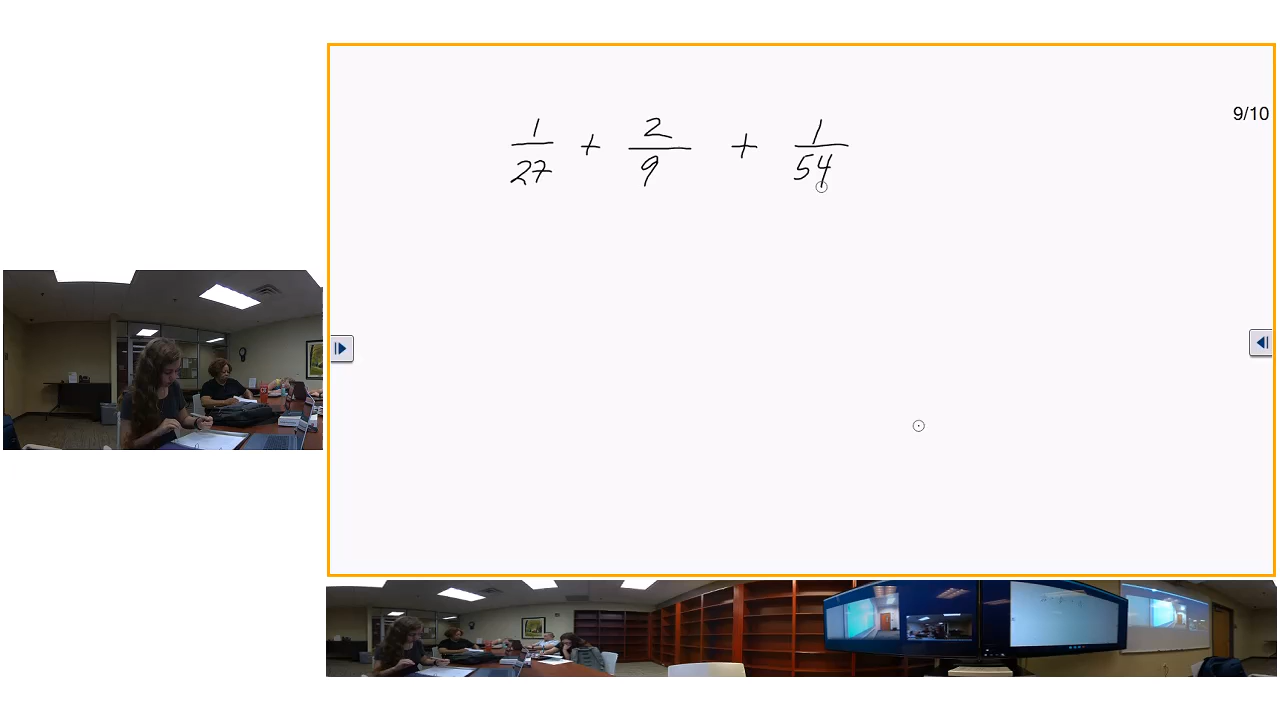 9/10
1/27 + 2/9 + 1/54